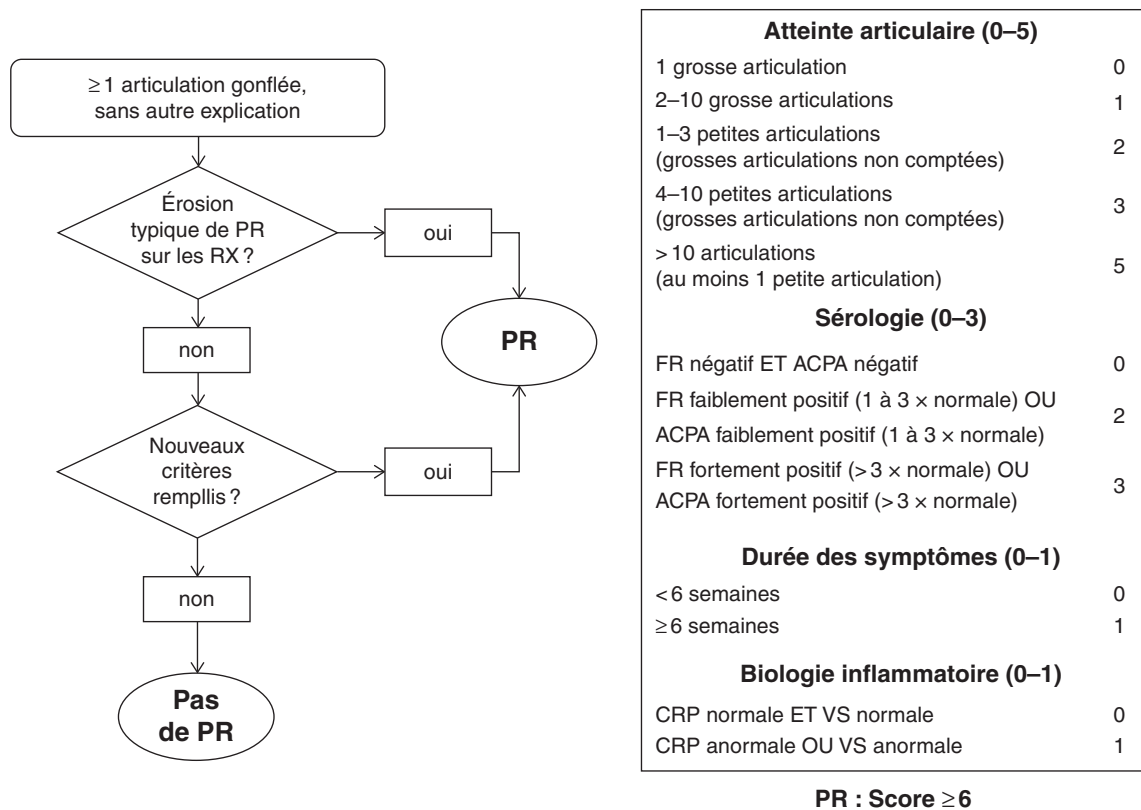 ≥ 1 articulation gonflée,
sans autre explication
Érosion
typique de PR
sur les RX ?
oui
non
PR
Nouveaux
critères
rempllis ?
oui
non
Pas
de PR
Atteinte articulaire (0–5)
1 grosse articulation 0
2–10 grosse articulations 1
1–3 petites articulations
(grosses articulations non comptées) 2
4–10 petites articulations
(grosses articulations non comptées) 3
> 10 articulations
(au moins 1 petite articulation) 5
Sérologie (0–3)
FR négatif ET ACPA négatif 0
FR faiblement positif (1 à 3 × normale) OU
ACPA faiblement positif (1 à 3 × normale) 2
FR fortement positif (> 3 × normale) OU
ACPA fortement positif (> 3 × normale) 3
Durée des symptômes (0–1)
< 6 semaines 0
≥ 6 semaines 1
Biologie inflammatoire (0–1)
CRP normale ET VS normale 0
CRP anormale OU VS anormale 1
PR : Score ≥ 6